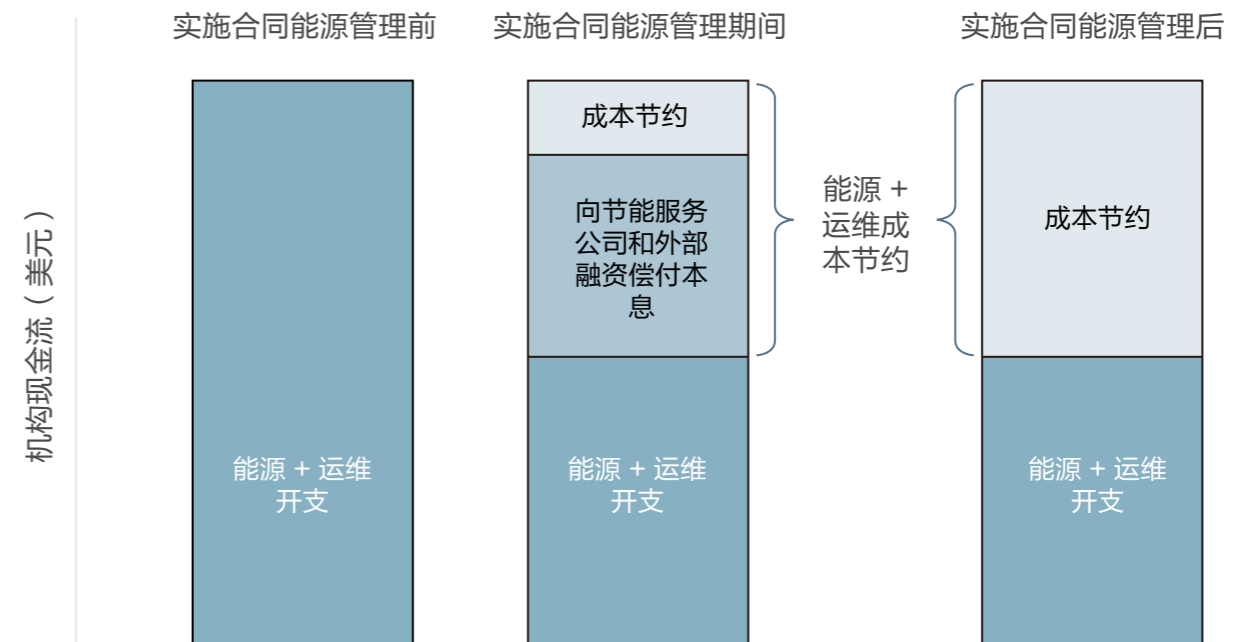 实施合同能源管理前
实施合同能源管理期间
实施合同能源管理后
机构现金流（美元）
能源 + 运维
开支
成本节约
向节能服务
公司和外部
融资偿付本
息
能源 + 运维
开支
能源 +
运维成
本节约
成本节约
能源 + 运维
开支